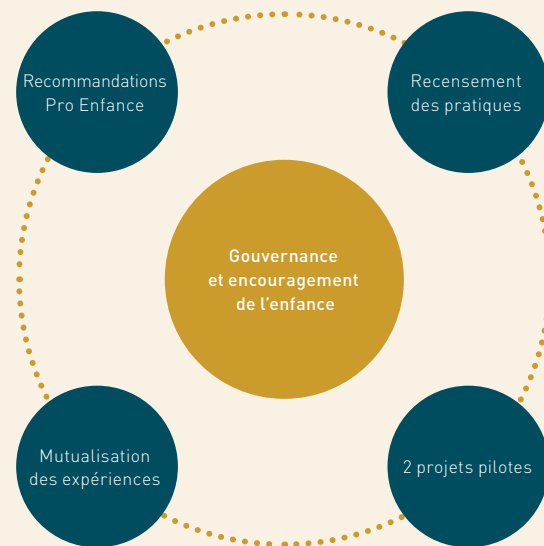 Recommandations
Pro Enfance
Recensement
des pratiques
Gouvernance
et encouragement
de l'enfance
Mutualisation
des expériences
2 projets pilotes